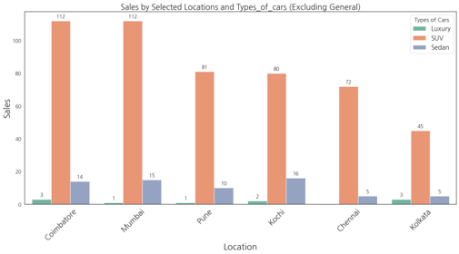 Sales by Selected Locations and Types_of_cars (Excluding General)
Types of Cars
Luxury
SUV
Sedan
Sales
100
80
60
40
20
0
3 112 14
1 112 15
1 81 10
2 80 16
72 5
3 45 5
Coimbatore Mumbai Pune Kochi Chennai Kolkata
Location